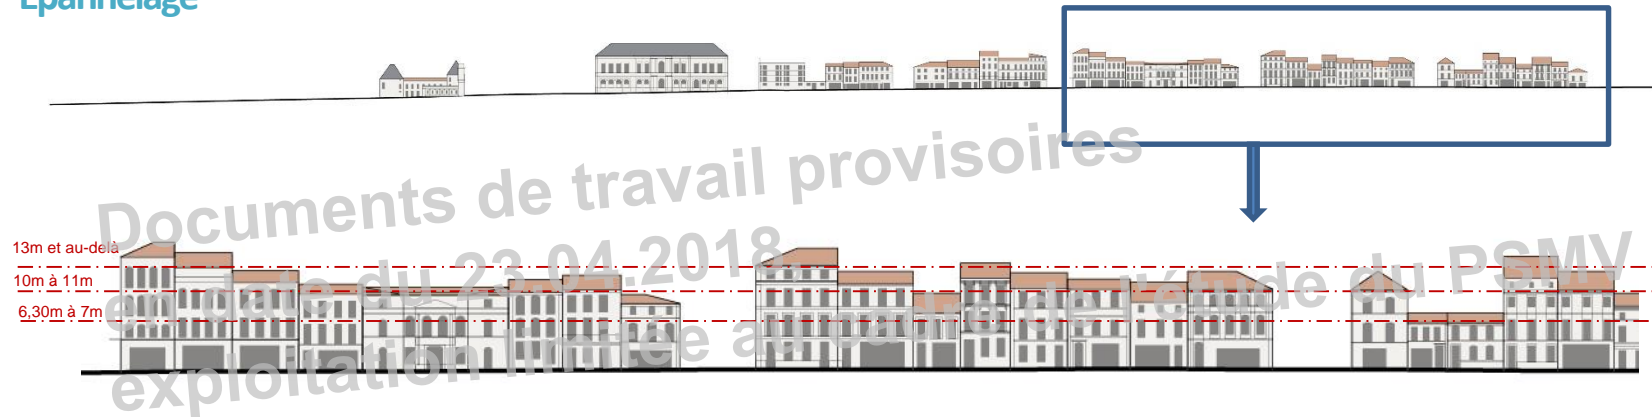 Epannelage
Documents de travail provisoires
en date du 23.04.2018
exploitation limitée au cadre de l'étude du PSMV
13m et au-delà
10m à 11m
6,30m à 7m